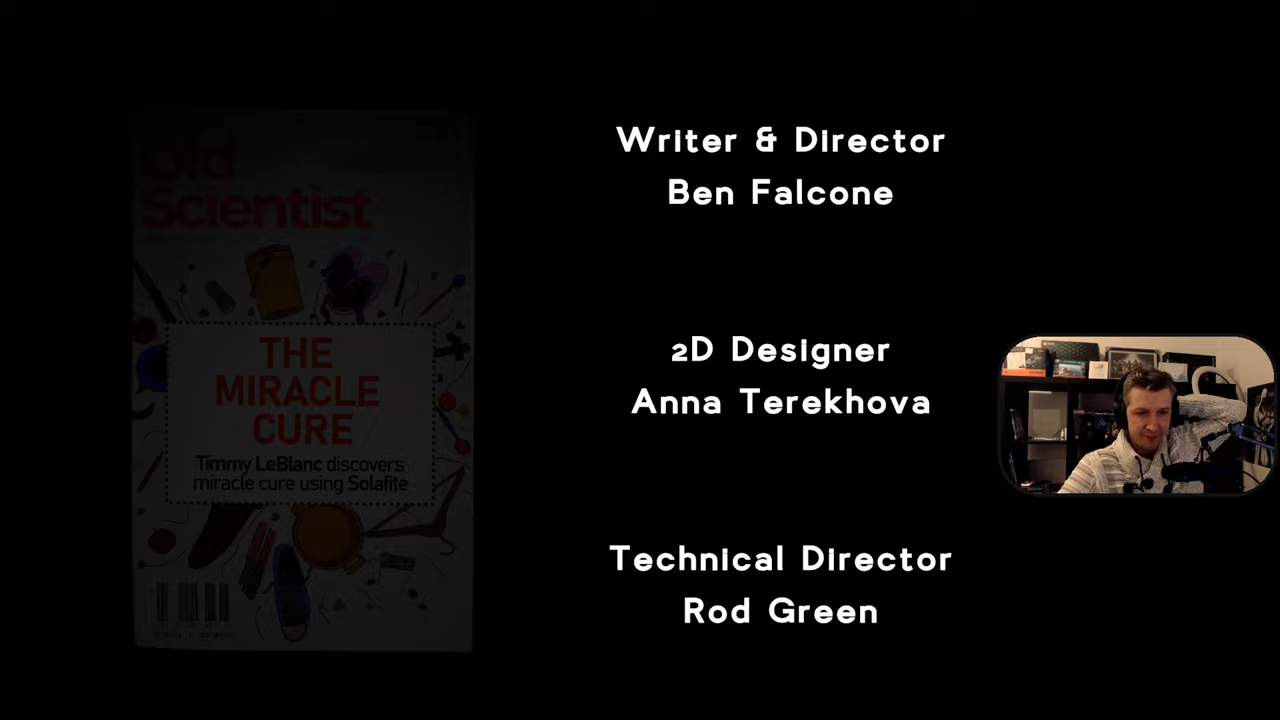 Old
Scientist
THE
MIRACLE
CURE
Timmy LeBlanc discovers
miracle cure using Solafite
Writer & Director
Ben Falcone
2D Designer
Anna Terekhova
Technical Director
Rod Green